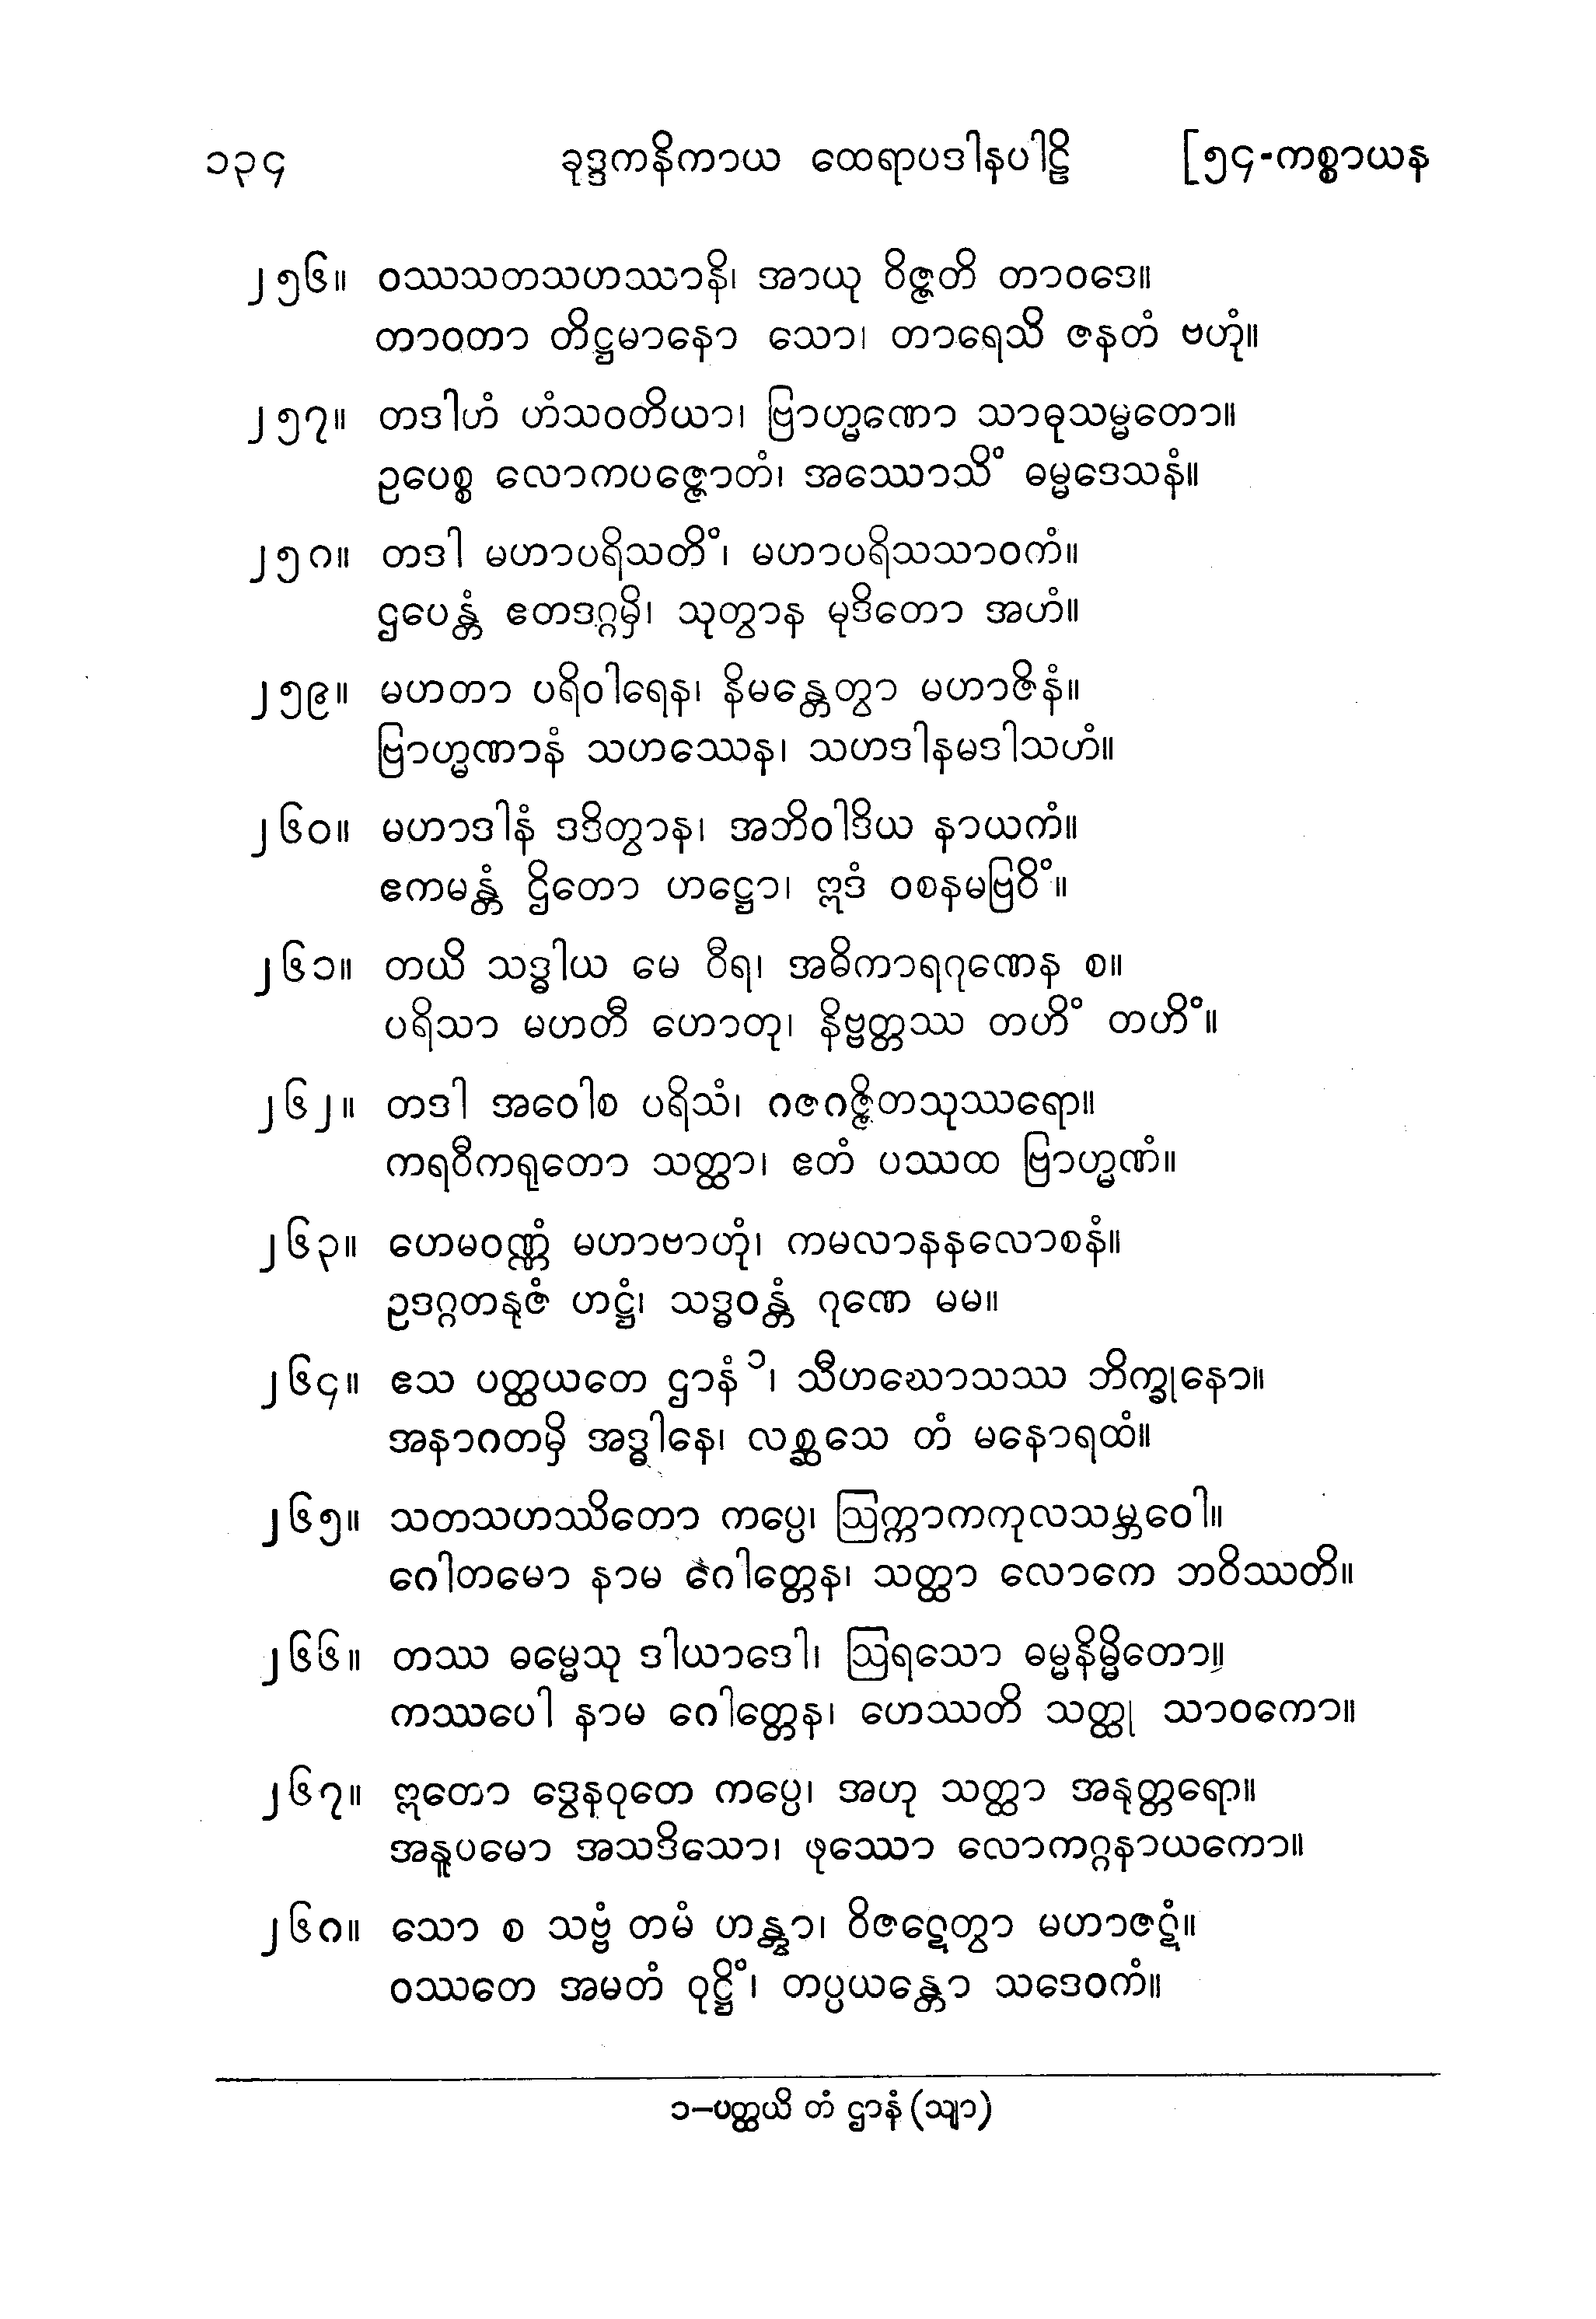 ၁၃၄ ခုဒ္ဒကနိကာယ ထေရာပဒါနပါဠိ [၅၄-ကစ္စာယန
၂၅၆။ ဝဿသတသဟဿာနိ၊ အာယု ဝိဇ္ဇတိ တာဝဒေ။
တာဝတာ တိဋ္ဌမာနော သော၊ တာရေသိ ဇနတံ ဗဟုံ။
၂၅၇။ တဒါဟံ ဟံသဝတိယာ၊ ဗြာဟ္မဏော သာဓုသမ္မတော။
ဥပေစ္စ လောကပဇ္ဇောတံ၊ အဿောသိံ ဓမ္မဒေသနံ။
၂၅၈။ တဒါ မဟာပရိသတိံ၊ မဟာပရိသသာဝကံ။
ဌပေန္တံ ဧတဒဂ္ဂမှိ၊ သုတွာန မုဒိတော အဟံ။
၂၅၉။ မဟတာ ပရိဝါရေန၊ နိမန္တေတွာ မဟာဇိနံ။
ဗြာဟ္မဏာနံ သဟဿေန၊ သဟဒါနမဒါသဟံ။
၂၆၀။ မဟာဒါနံ ဒဒိတွာန၊ အဘိဝါဒိယ နာယကံ။
ဧကမန္တံ ဌိတော ဟဋ္ဌော၊ ဣဒံ ဝစနမဗြဝိံ။
၂၆၁။ တယိ သဒ္ဓါယ မေ ဝီရ၊ အဓိကာရဂုဏေန စ။
ပရိသာ မဟတီ ဟောတု၊ နိဗ္ဗတ္တဿ တဟိံ တဟိံ။
၂၆၂။ တဒါ အဝေါစ ပရိသံ၊ ဂဇဂဇ္ဇိတသုဿရော။
ကရဝီကရုတော သတ္ထာ၊ ဧတံ ပဿထ ဗြာဟ္မဏံ။
၂၆၃။ ဟေမဝဏ္ဏံ မဟာဗာဟုံ၊ ကမလာနနလောစနံ။
ဥဒဂ္ဂတနုဇံ ဟဋ္ဌံ၊ သဒ္ဓဝန္တံ ဂုဏေ မမ။
၂၆၄။ ဧသ ပတ္ထယတေ ဌာနံ ၁၊ သီဟဃောသဿ ဘိက္ခုနော။
အနာဂတမှိ အဒ္ဓါနေ၊ လစ္ဆသေ တံ မနောရထံ။
၂၆၅။ သတသဟဿိတော ကပ္ပေ၊ ဩက္ကာကကုလသမ္ဘဝေါ။
ဂေါတမော နာမ ဂေါတ္တေန၊ သတ္ထာ လောကေ ဘဝိဿတိ။
၂၆၆။ တဿ ဓမ္မေသု ဒါယာဒေါ၊ ဩရသော ဓမ္မနိမ္မိတော။
ကဿပေါ နာမ ဂေါတ္တေန၊ ဟေဿတိ သတ္ထု သာဝကော။
၂၆၇။ ဣတော ဒွေနဝုတေ ကပ္ပေ၊ အဟု သတ္ထာ အနုတ္တရော။
အနူပမော အသဒိသော၊ ဖုဿော လောကဂ္ဂနာယကော။
၂၆၈။ သော စ သဗ္ဗံ တမံ ဟန္တွာ၊ ဝိဇဋေတွာ မဟာဇဋံ။
ဝဿတေ အမတံ ဝုဋ္ဌိံ၊ တပ္ပယန္တော သဒေဝကံ။
၁–ပတ္ထယိ တံ ဌာနံ (သျာ)